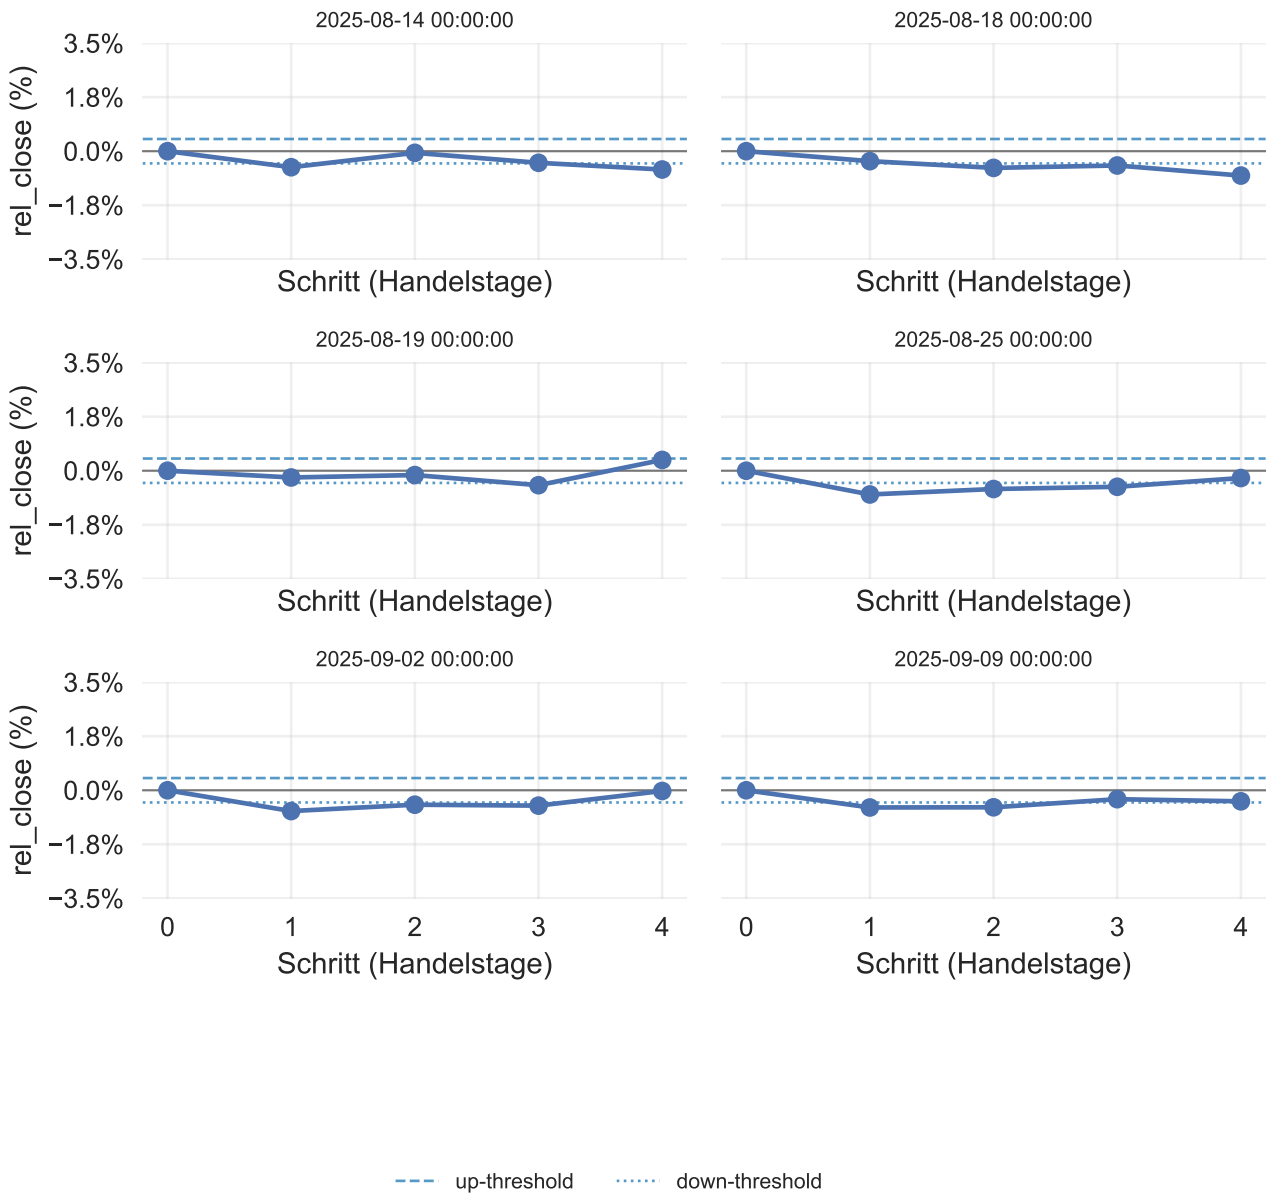 2025-08-14 00:00:00
2025-08-18 00:00:00
3.5%
1.8%
0.0%
−1.8%
−3.5%
rel_close (%)
Schritt (Handelstage)
Schritt (Handelstage)
2025-08-19 00:00:00
2025-08-25 00:00:00
3.5%
1.8%
0.0%
−1.8%
−3.5%
rel_close (%)
Schritt (Handelstage)
Schritt (Handelstage)
2025-09-02 00:00:00
2025-09-09 00:00:00
3.5%
1.8%
0.0%
−1.8%
−3.5%
rel_close (%)
0 1 2 3 4
0 1 2 3 4
Schritt (Handelstage)
Schritt (Handelstage)
up-threshold
down-threshold